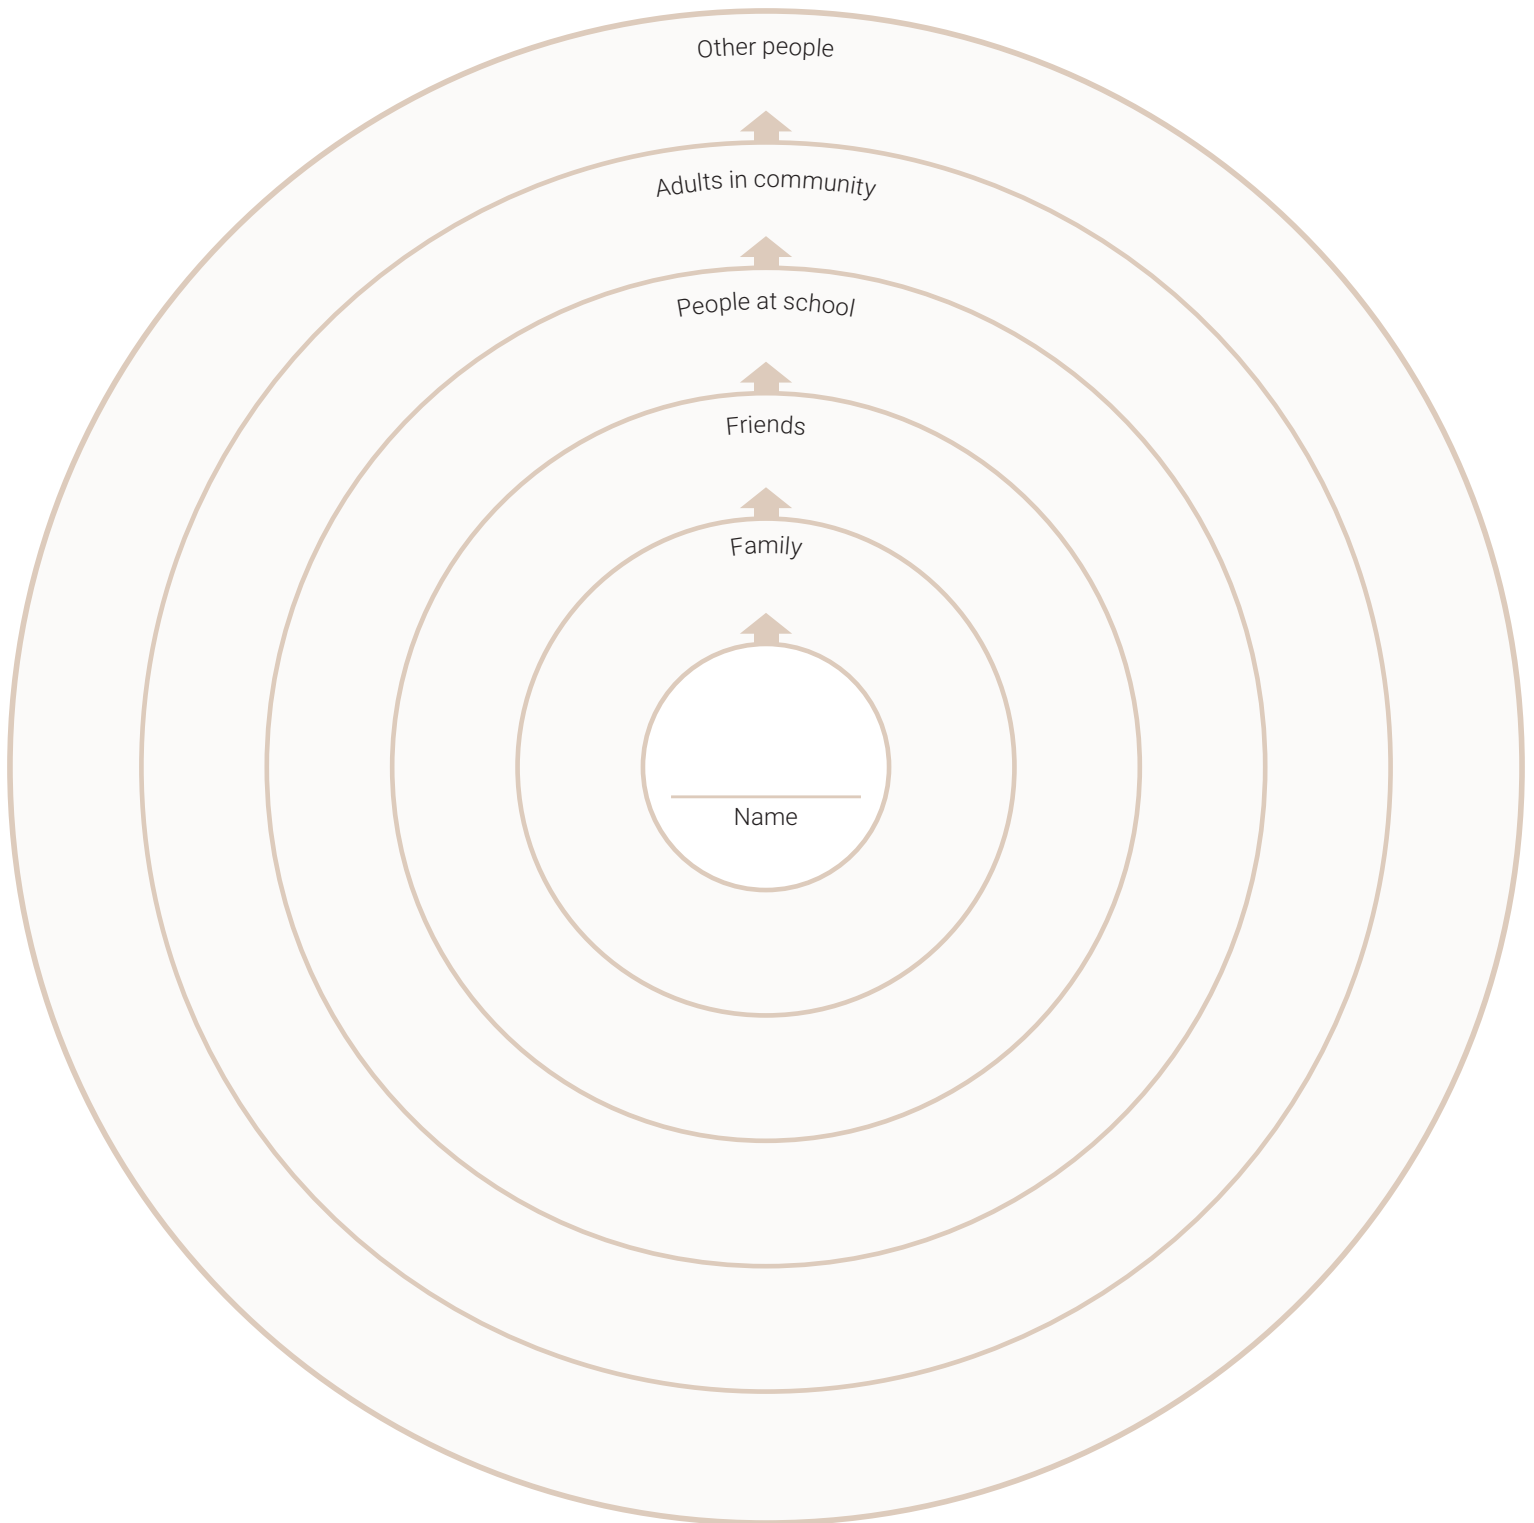 Other people
Adults in community
People at school
Friends
Family
Name